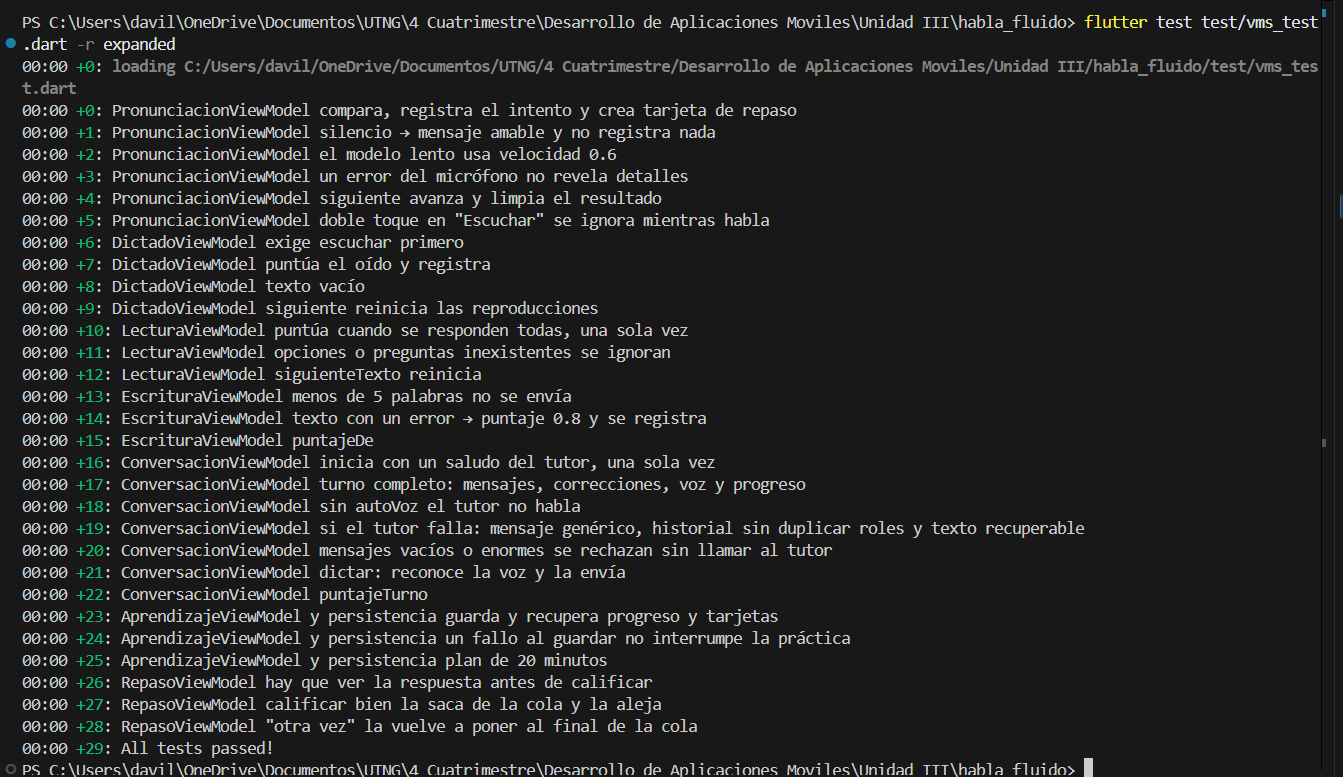 PS C:\Users\davil\OneDrive\Documentos\UTNG\4 Cuatrimestre\Desarrollo de Aplicaciones Moviles\Unidad III\habla_fluido> flutter test test/vms_test
.dart -r expanded
00:00 +0: loading C:/Users/davil/OneDrive/Documentos/UTNG/4 Cuatrimestre/Desarrollo de Aplicaciones Moviles/Unidad III/habla_fluido/test/vms_tes
t.dart
00:00 +0: PronunciacionViewModel compara, registra el intento y crea tarjeta de repaso
00:00 +1: PronunciacionViewModel silencio → mensaje amable y no registra nada
00:00 +2: PronunciacionViewModel el modelo lento usa velocidad 0.6
00:00 +3: PronunciacionViewModel un error del micrófono no revela detalles
00:00 +4: PronunciacionViewModel siguiente avanza y limpia el resultado
00:00 +5: PronunciacionViewModel doble toque en "Escuchar" se ignora mientras habla
00:00 +6: DictadoViewModel exige escuchar primero
00:00 +7: DictadoViewModel puntúa el oído y registra
00:00 +8: DictadoViewModel texto vacío
00:00 +9: DictadoViewModel siguiente reinicia las reproducciones
00:00 +10: LecturaViewModel puntúa cuando se responden todas, una sola vez
00:00 +11: LecturaViewModel opciones o preguntas inexistentes se ignoran
00:00 +12: LecturaViewModel siguienteTexto reinicia
00:00 +13: EscrituraViewModel menos de 5 palabras no se envía
00:00 +14: EscrituraViewModel texto con un error → puntaje 0.8 y se registra
00:00 +15: EscrituraViewModel puntajeDe
00:00 +16: ConversacionViewModel inicia con un saludo del tutor, una sola vez
00:00 +17: ConversacionViewModel turno completo: mensajes, correcciones, voz y progreso
00:00 +18: ConversacionViewModel sin autoVoz el tutor no habla
00:00 +19: ConversacionViewModel si el tutor falla: mensaje genérico, historial sin duplicar roles y texto recuperable
00:00 +20: ConversacionViewModel mensajes vacíos o enormes se rechazan sin llamar al tutor
00:00 +21: ConversacionViewModel dictar: reconoce la voz y la envía
00:00 +22: ConversacionViewModel puntajeTurno
00:00 +23: AprendizajeViewModel y persistencia guarda y recupera progreso y tarjetas
00:00 +24: AprendizajeViewModel y persistencia un fallo al guardar no interrumpe la práctica
00:00 +25: AprendizajeViewModel y persistencia plan de 20 minutos
00:00 +26: RepasoViewModel hay que ver la respuesta antes de calificar
00:00 +27: RepasoViewModel calificar bien la saca de la cola y la aleja
00:00 +28: RepasoViewModel "otra vez" la vuelve a poner al final de la cola
00:00 +29: All tests passed!
PS C:\Users\davil\OneDrive\Documentos\UTNG\4 Cuatrimestre\Desarrollo de Aplicaciones Moviles\Unidad III\habla_fluido>